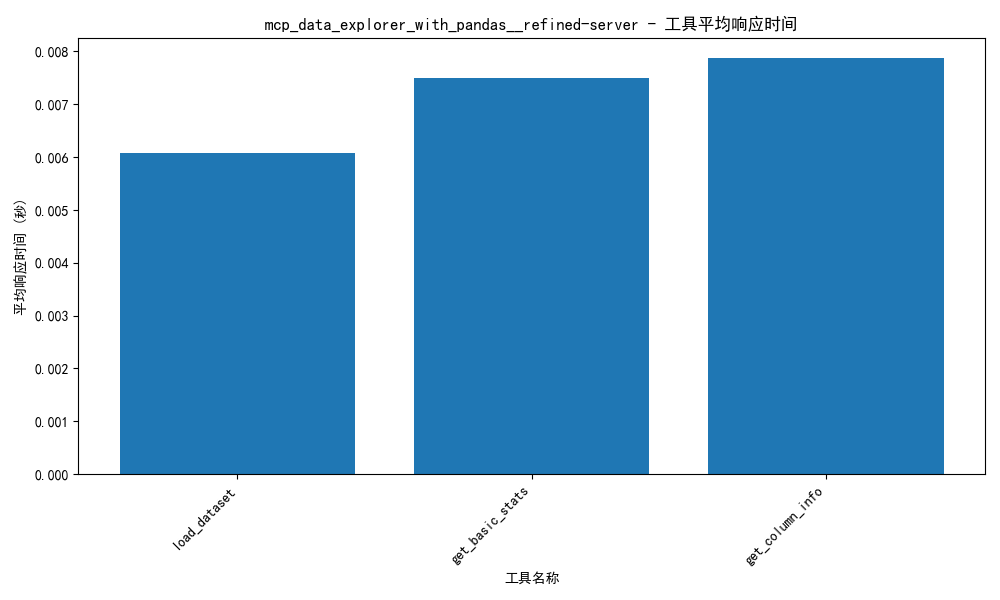 mcp_data_explorer_with_pandas__refined-server - 工具平均响应时间
0.008
0.007
0.006
0.005
0.004
0.003
0.002
0.001
0.000
平均响应时间 (秒)
load_dataset
get_basic_stats
get_column_info
工具名称